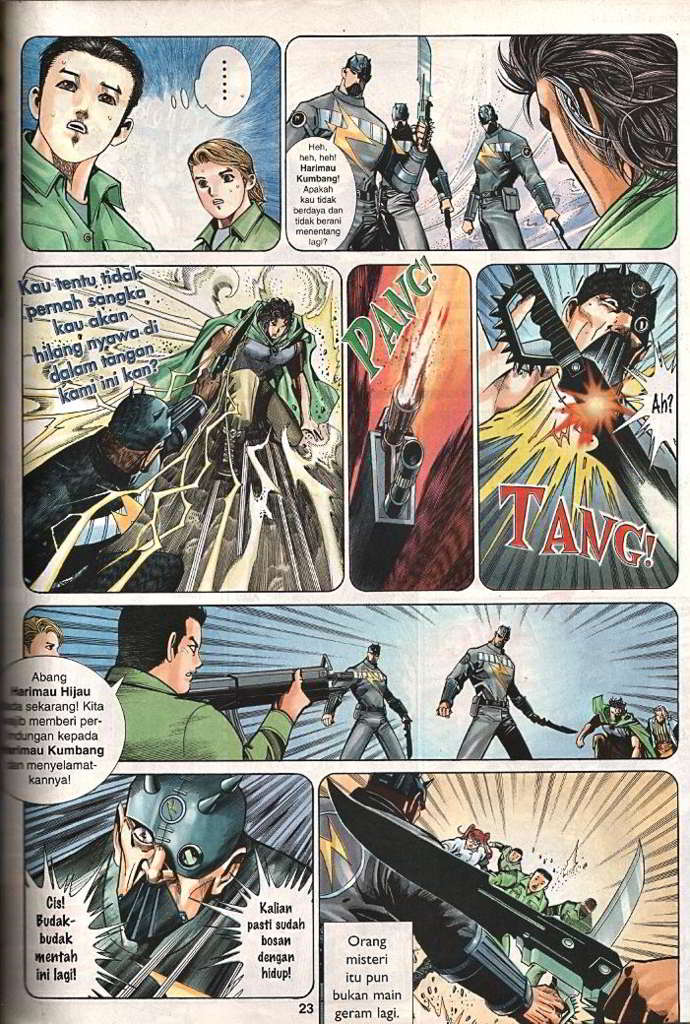 ....
Heh,
heh, heh!
Harimau
Kumbang!
Apakah
kau tidak
berdaya dan
tidak berani
menentang
lagi?
Kau tentu tidak
pernah sangka
kau akan
hilang nyawa di
dalam tangan
kami ini kan?
PANG!
Ah?
TANG!
Abang
Harimau Hijau
sekarang! Kita
memberi per-
kepada
Harimau Kumbang
menyelamat-
kannya!
Cis!
Budak-
budak
mentah
ini lagi!
Kalian
pasti sudah
bosan
dengan
hidup!
Orang
misteri
itu pun
bukan main
geram lagi.
23